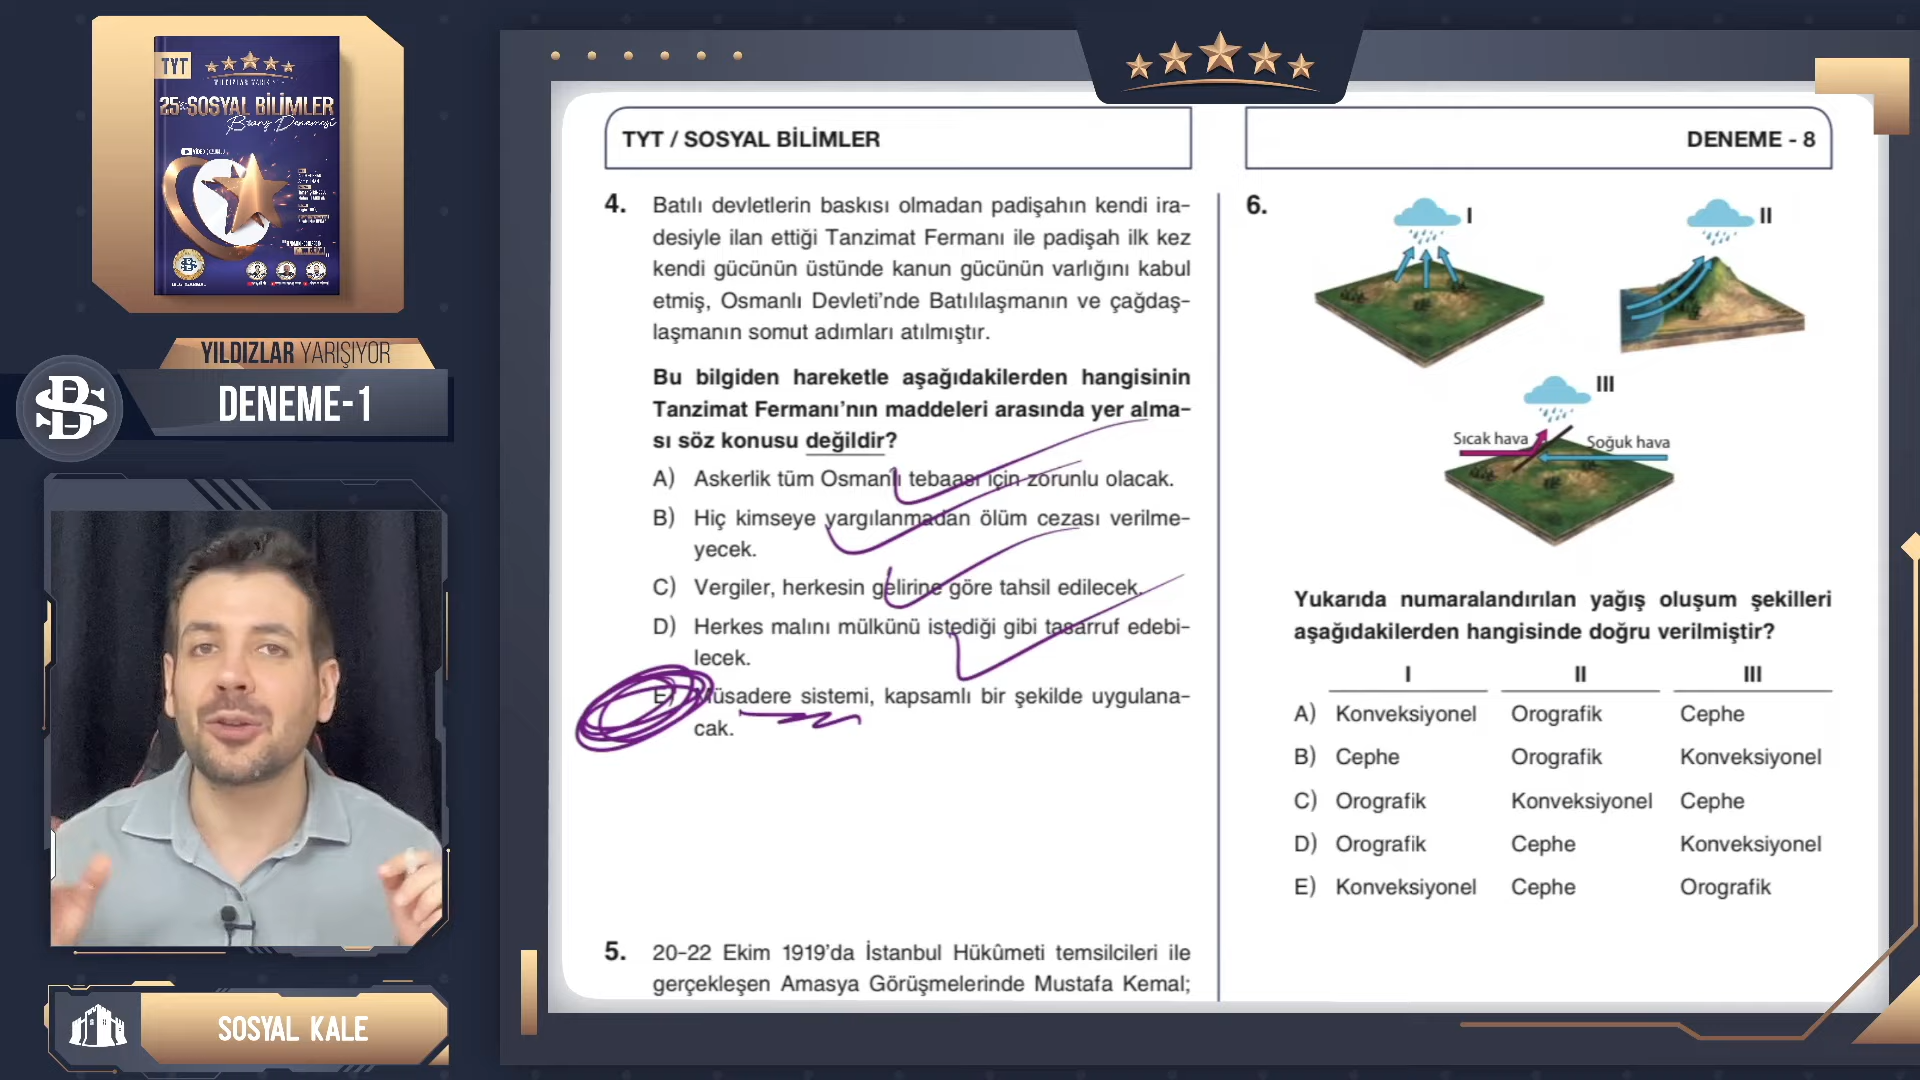 TYT
YILDIZLAR YARIŞIYOR
25'li SOSYAL BİLİMLER
Branş Denemesi
YILDIZLAR YARIŞIYOR
DENEME-1
SOSYAL KALE
TYT / SOSYAL BİLİMLER
4. Batılı devletlerin baskısı olmadan padişahın kendi ira-
desiyle ilan ettiği Tanzimat Fermanı ile padişah ilk kez
kendi gücünün üstünde kanun gücünün varlığını kabul
etmiş, Osmanlı Devleti'nde Batılılaşmanın ve çağdaş-
laşmanın somut adımları atılmıştır.
Bu bilgiden hareketle aşağıdakilerden hangisinin
Tanzimat Fermanı'nın maddeleri arasında yer alma-
sı söz konusu değildir?
A) Askerlik tüm Osmanlı tebaası için zorunlu olacak.
B) Hiç kimseye yargılanmadan ölüm cezası verilme-
yecek.
C) Vergiler, herkesin gelirine göre tahsil edilecek.
D) Herkes malını mülkünü istediği gibi tasarruf edebi-
lecek.
E) Müsadere sistemi, kapsamlı bir şekilde uygulana-
cak.
5. 20-22 Ekim 1919'da İstanbul Hükûmeti temsilcileri ile
gerçekleşen Amasya Görüşmelerinde Mustafa Kemal;
DENEME - 8
6.
I
II
III
Sıcak hava
Soğuk hava
Yukarıda numaralandırılan yağış oluşum şekilleri
aşağıdakilerden hangisinde doğru verilmiştir?
I II III
A) Konveksiyonel Orografik Cephe
B) Cephe Orografik Konveksiyonel
C) Orografik Konveksiyonel Cephe
D) Orografik Cephe Konveksiyonel
E) Konveksiyonel Cephe Orografik